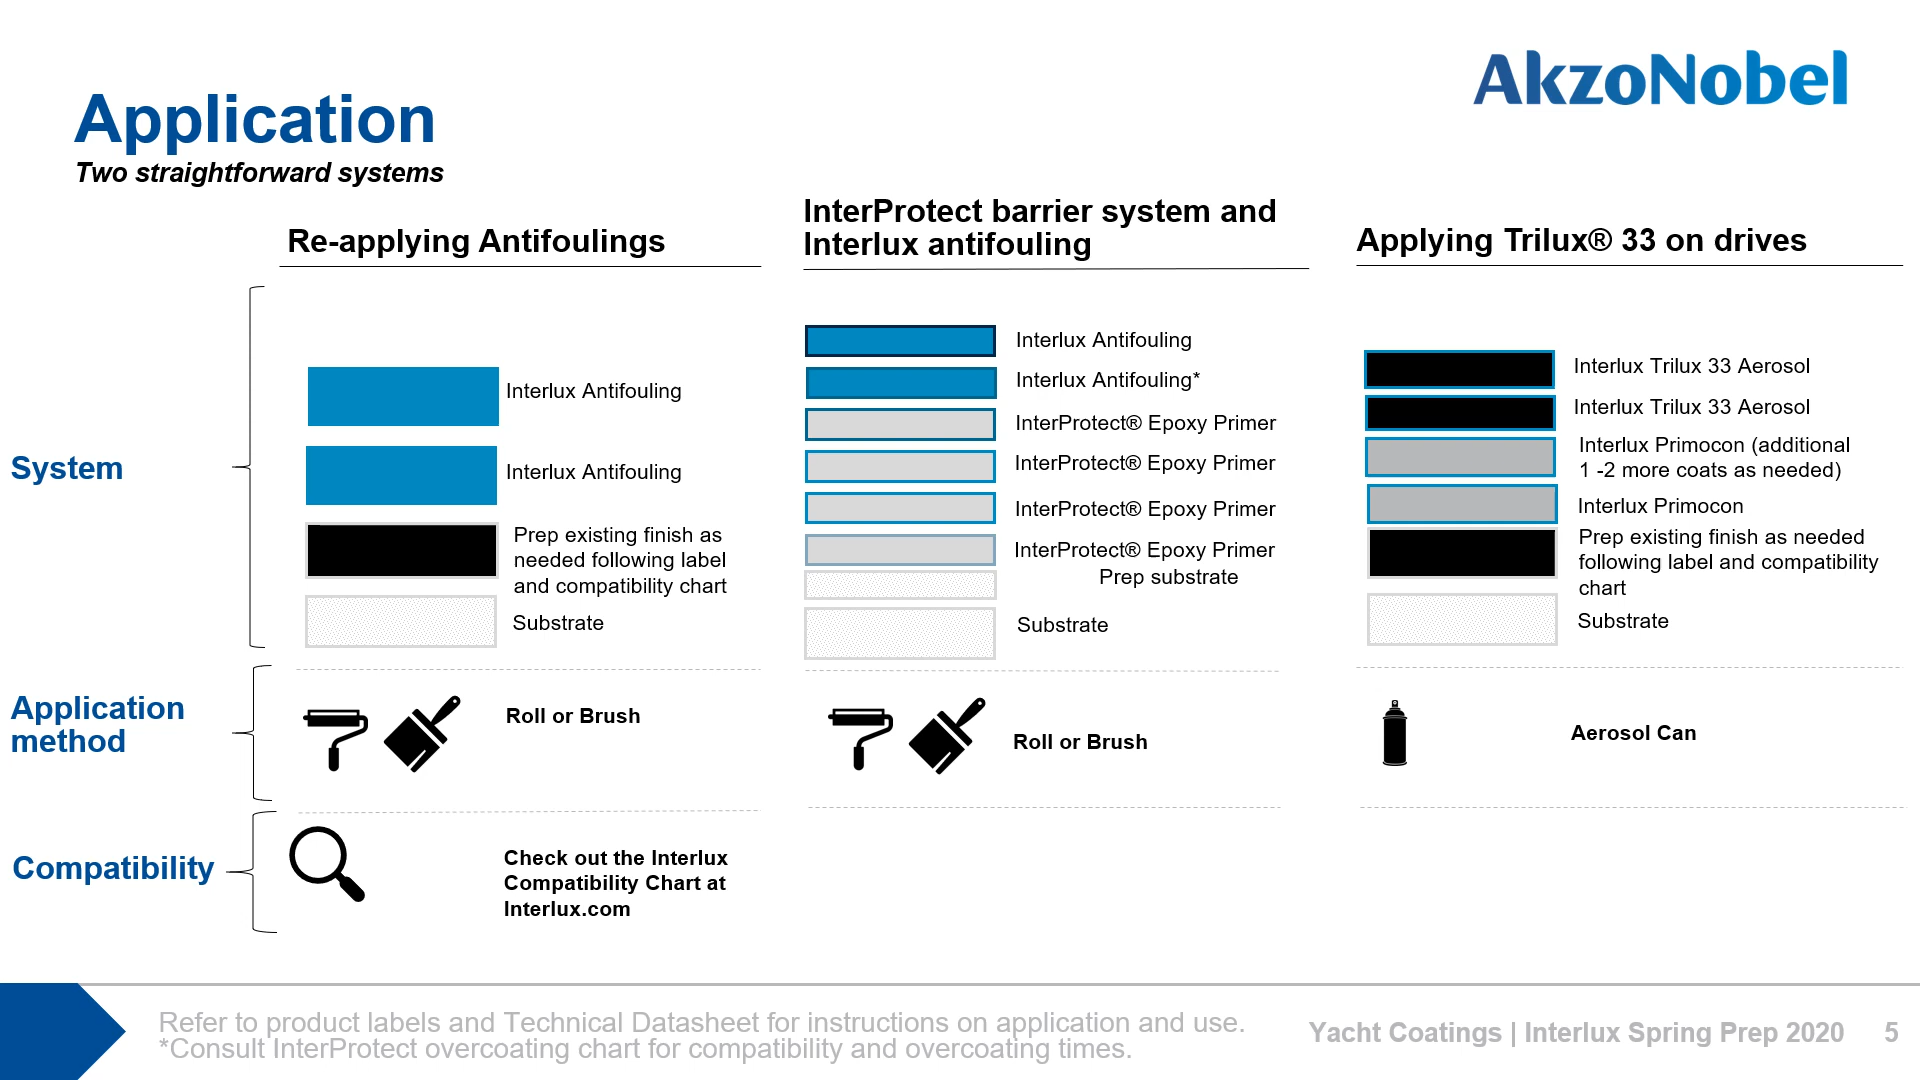 AkzoNobel
Application
Two straightforward systems
Re-applying Antifoulings
InterProtect barrier system and
Interlux antifouling
Applying Trilux® 33 on drives
System
Interlux Antifouling
Interlux Antifouling
Prep existing finish as
needed following label
and compatibility chart
Substrate
Interlux Antifouling
Interlux Antifouling*
InterProtect® Epoxy Primer
InterProtect® Epoxy Primer
InterProtect® Epoxy Primer
InterProtect® Epoxy Primer
Prep substrate
Substrate
Interlux Trilux 33 Aerosol
Interlux Trilux 33 Aerosol
Interlux Primocon (additional
1 -2 more coats as needed)
Interlux Primocon
Prep existing finish as needed
following label and compatibility
chart
Substrate
Application
method
Roll or Brush
Roll or Brush
Aerosol Can
Compatibility
Check out the Interlux
Compatibility Chart at
Interlux.com
Refer to product labels and Technical Datasheet for instructions on application and use.
*Consult InterProtect overcoating chart for compatibility and overcoating times.
Yacht Coatings | Interlux Spring Prep 2020 5